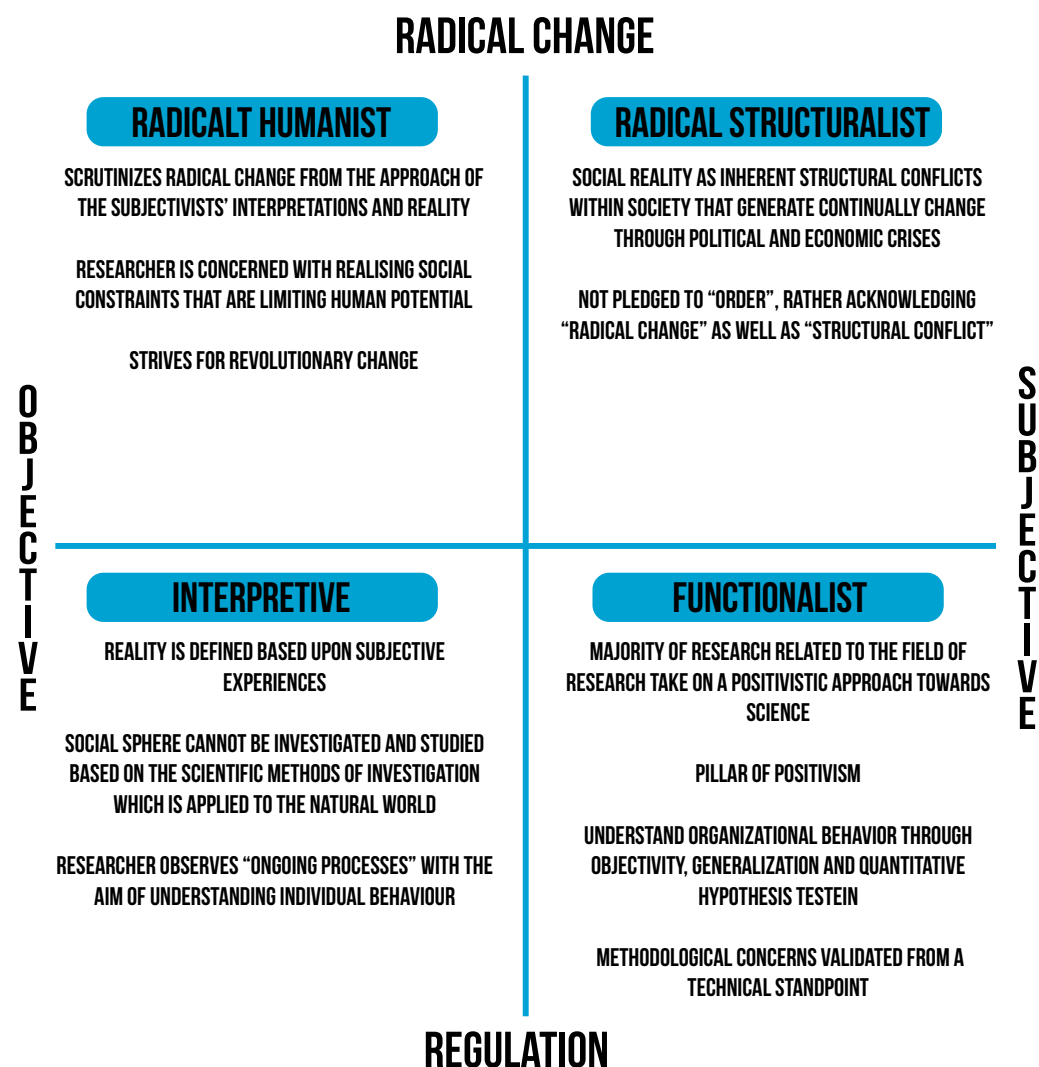 RADICAL CHANGE
RADICALT HUMANIST
SCRUTINIZES RADICAL CHANGE FROM THE APPROACH OF
THE SUBJECTIVISTS' INTERPRETATIONS AND REALITY
RESEARCHER IS CONCERNED WITH REALISING SOCIAL
CONSTRAINTS THAT ARE LIMITING HUMAN POTENTIAL
STRIVES FOR REVOLUTIONARY CHANGE
RADICAL STRUCTURALIST
SOCIAL REALITY AS INHERENT STRUCTURAL CONFLICTS
WITHIN SOCIETY THAT GENERATE CONTINUALLY CHANGE
THROUGH POLITICAL AND ECONOMIC CRISES
NOT PLEDGED TO “ORDER”, RATHER ACKNOWLEDGING
“RADICAL CHANGE” AS WELL AS “STRUCTURAL CONFLICT”
OBJECTIVE
SUBJECTIVE
INTERPRETIVE
REALITY IS DEFINED BASED UPON SUBJECTIVE
EXPERIENCES
SOCIAL SPHERE CANNOT BE INVESTIGATED AND STUDIED
BASED ON THE SCIENTIFIC METHODS OF INVESTIGATION
WHICH IS APPLIED TO THE NATURAL WORLD
RESEARCHER OBSERVES “ONGOING PROCESSES” WITH THE
AIM OF UNDERSTANDING INDIVIDUAL BEHAVIOUR
FUNCTIONALIST
MAJORITY OF RESEARCH RELATED TO THE FIELD OF
RESEARCH TAKE ON A POSITIVISTIC APPROACH TOWARDS
SCIENCE
PILLAR OF POSITIVISM
UNDERSTAND ORGANIZATIONAL BEHAVIOR THROUGH
OBJECTIVITY, GENERALIZATION AND QUANTITATIVE
HYPOTHESIS TESTEIN
METHODOLOGICAL CONCERNS VALIDATED FROM A
TECHNICAL STANDPOINT
REGULATION